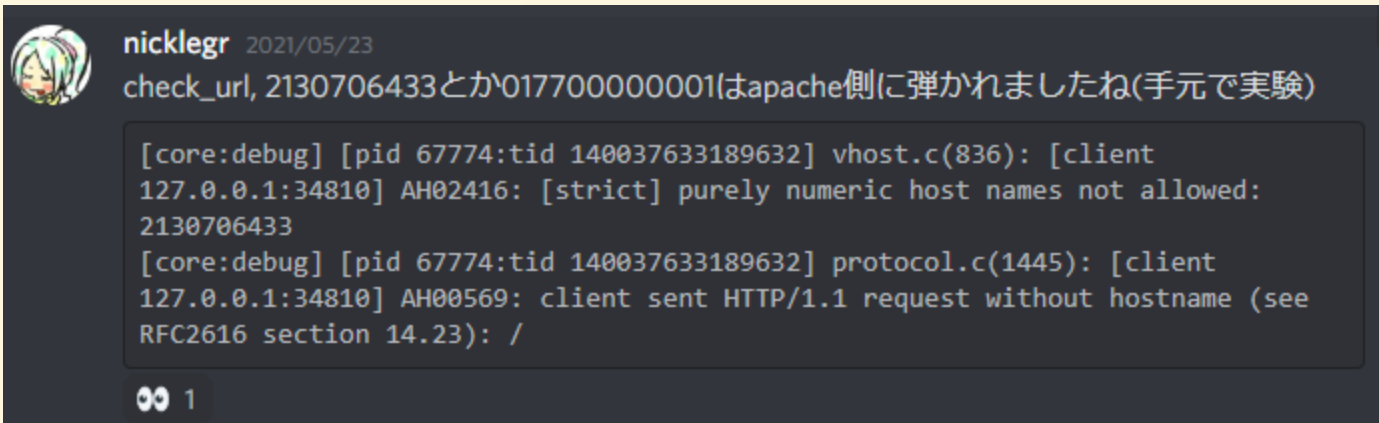 nicklegr 2021/05/23
check_url, 2130706433とか017700000001はapache側に弾かれましたね(手元で実験)
[core:debug] [pid 67774:tid 140037633189632] vhost.c(836): [client
127.0.0.1:34810] AH02416: [strict] purely numeric host names not allowed:
2130706433
[core:debug] [pid 67774:tid 140037633189632] protocol.c(1445): [client
127.0.0.1:34810] AH00569: client sent HTTP/1.1 request without hostname (see
RFC2616 section 14.23): /
👀 1